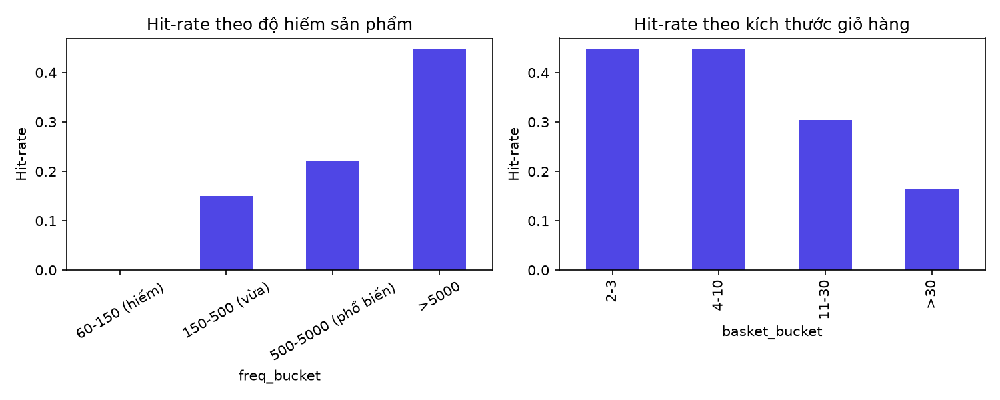 Hit-rate theo độ hiếm sản phẩm
Hit-rate
0.4
0.3
0.2
0.1
0.0
60-150 (hiếm)
150-500 (vừa)
500-5000 (phổ biến)
>5000
freq_bucket
Hit-rate theo kích thước giỏ hàng
Hit-rate
0.4
0.3
0.2
0.1
0.0
2-3
4-10
11-30
>30
basket_bucket